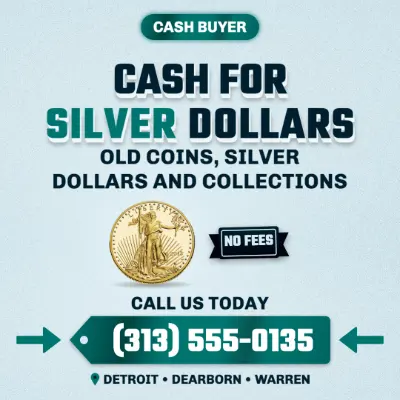 CASH BUYER
CASH FOR
SILVER DOLLARS
OLD COINS, SILVER
DOLLARS AND COLLECTIONS
LIBERTY
NO FEES
CALL US TODAY
(313) 555-0135
DETROIT • DEARBORN • WARREN